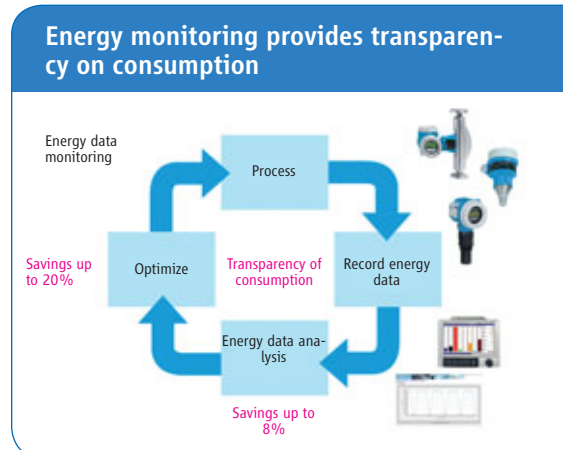 Energy monitoring provides transparen-
cy on consumption
Energy data
monitoring
Process
Savings up
to 20%
Optimize
Transparency of
consumption
Record energy
data
Energy data ana-
lysis
Savings up to
8%